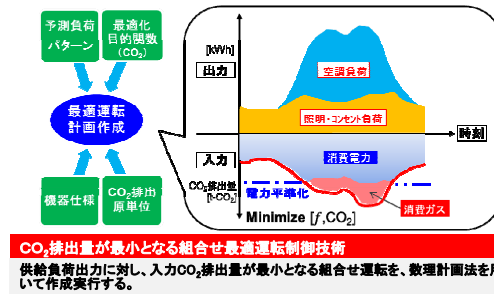 予測負荷
パターン
最適化
目的関数
(CO₂)
最適運転
計画作成
機器仕様
CO₂排出
原単位
[kWh]
出力
空調負荷
照明・コンセント負荷
時刻
入力
消費電力
CO₂排出量
[t-CO₂]
電力平準化
消費ガス
Minimize [f,CO₂]
CO₂排出量が最小となる組合せ最適運転制御技術
供給負荷出力に対し、入力CO₂排出量が最小となる組合せ運転を、数理計画法を用
いて作成実行する。